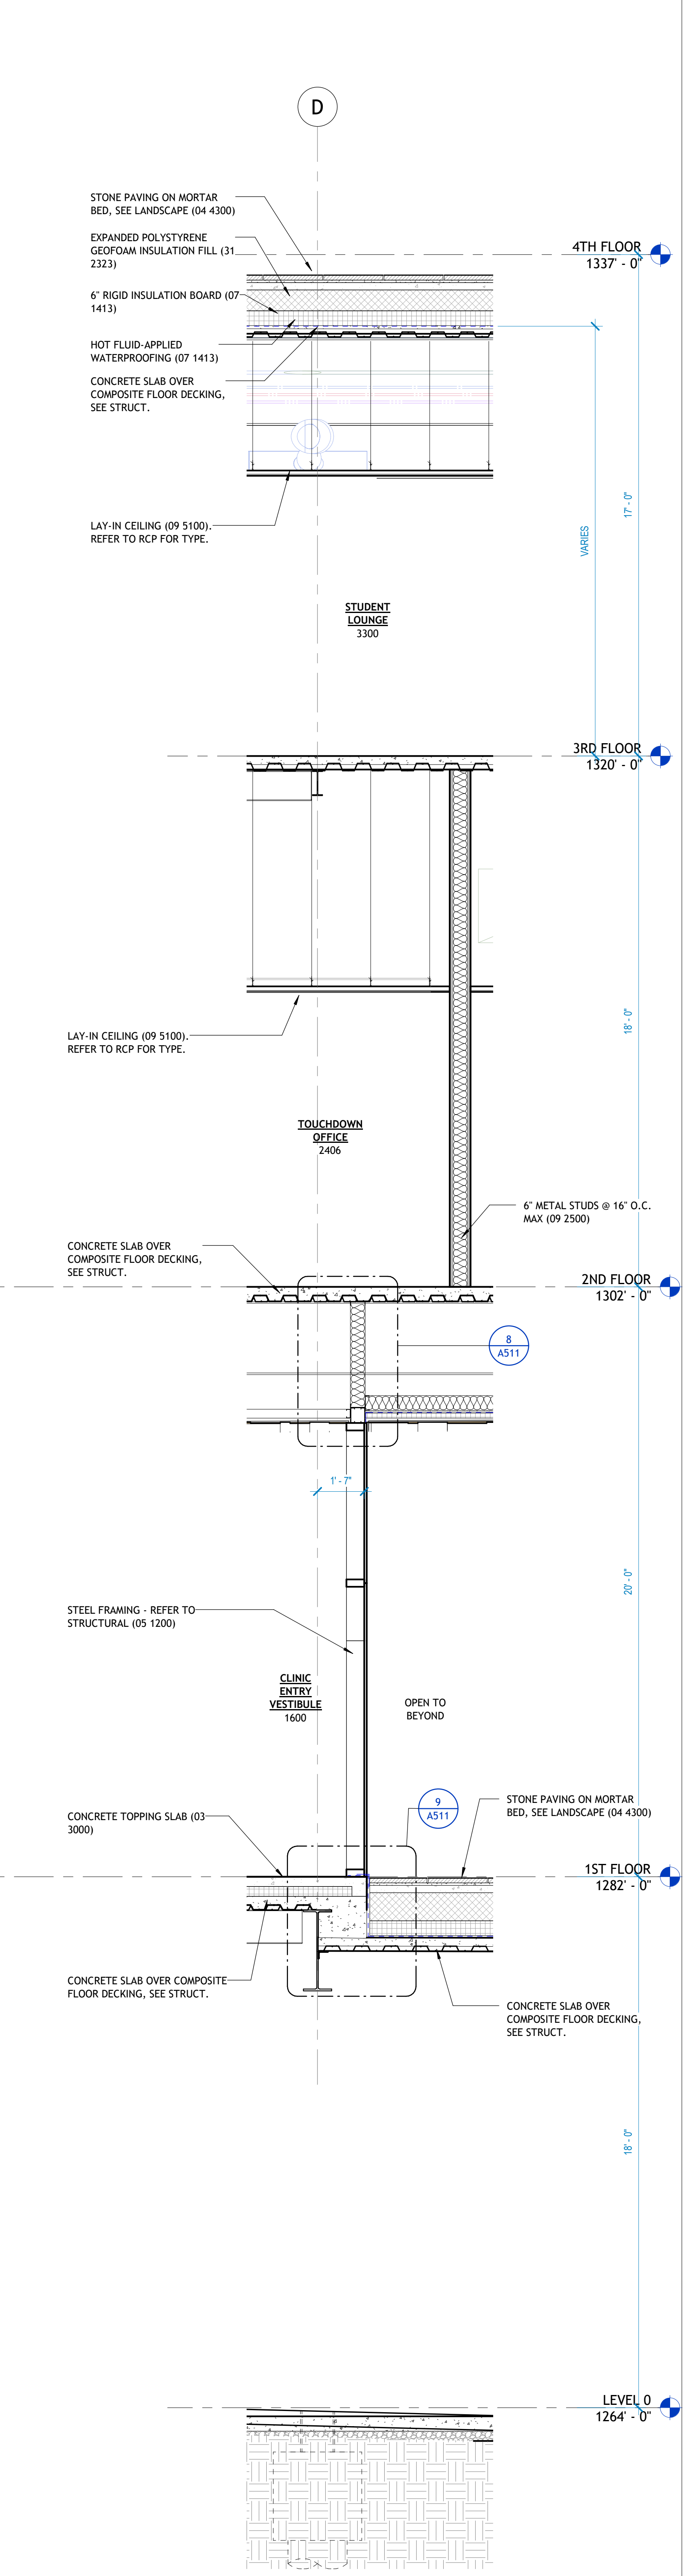 D
STONE PAVING ON MORTAR
BED, SEE LANDSCAPE (04 4300)
EXPANDED POLYSTYRENE
GEOFOAM INSULATION FILL (31
2323)
4TH FLOOR
1337' - 0"
6" RIGID INSULATION BOARD (07
1413)
HOT FLUID-APPLIED
WATERPROOFING (07 1413)
CONCRETE SLAB OVER
COMPOSITE FLOOR DECKING,
SEE STRUCT.
17' - 0"
VARIES
LAY-IN CEILING (09 5100).
REFER TO RCP FOR TYPE.
STUDENT
LOUNGE
3300
3RD FLOOR
1320' - 0"
18' - 0"
LAY-IN CEILING (09 5100).
REFER TO RCP FOR TYPE.
TOUCHDOWN
OFFICE
2406
6" METAL STUDS @ 16" O.C.
MAX (09 2500)
CONCRETE SLAB OVER
COMPOSITE FLOOR DECKING,
SEE STRUCT.
2ND FLOOR
1302' - 0"
8
A511
1' - 7"
20' - 0"
STEEL FRAMING - REFER TO
STRUCTURAL (05 1200)
CLINIC
ENTRY
VESTIBULE
1600
OPEN TO
BEYOND
9
A511
STONE PAVING ON MORTAR
BED, SEE LANDSCAPE (04 4300)
CONCRETE TOPPING SLAB (03
3000)
1ST FLOOR
1282' - 0"
CONCRETE SLAB OVER COMPOSITE
FLOOR DECKING, SEE STRUCT.
CONCRETE SLAB OVER
COMPOSITE FLOOR DECKING,
SEE STRUCT.
18' - 0"
LEVEL 0
1264' - 0"